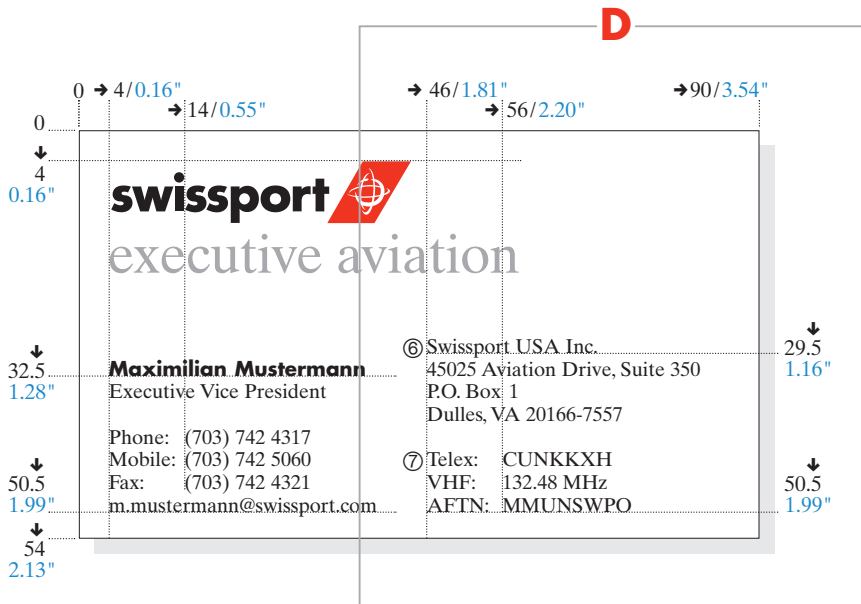 D
0 → 4/0.16" → 46/1.81" → 90/3.54"
→ 14/0.55" → 56/2.20"
0
↓
4
0.16"
swissport
executive aviation
↓
32.5
1.28"
Maximilian Mustermann
Executive Vice President
Phone: (703) 742 4317
Mobile: (703) 742 5060
Fax: (703) 742 4321
m.mustermann@swissport.com
↓
50.5
1.99"
↓
54
2.13"
⑥ Swissport USA Inc.
45025 Aviation Drive, Suite 350
P.O. Box 1
Dulles, VA 20166-7557
⑦ Telex: CUNKKXH
VHF: 132.48 MHz
AFTN: MMUNSWPO
↓
29.5
1.16"
↓
50.5
1.99"